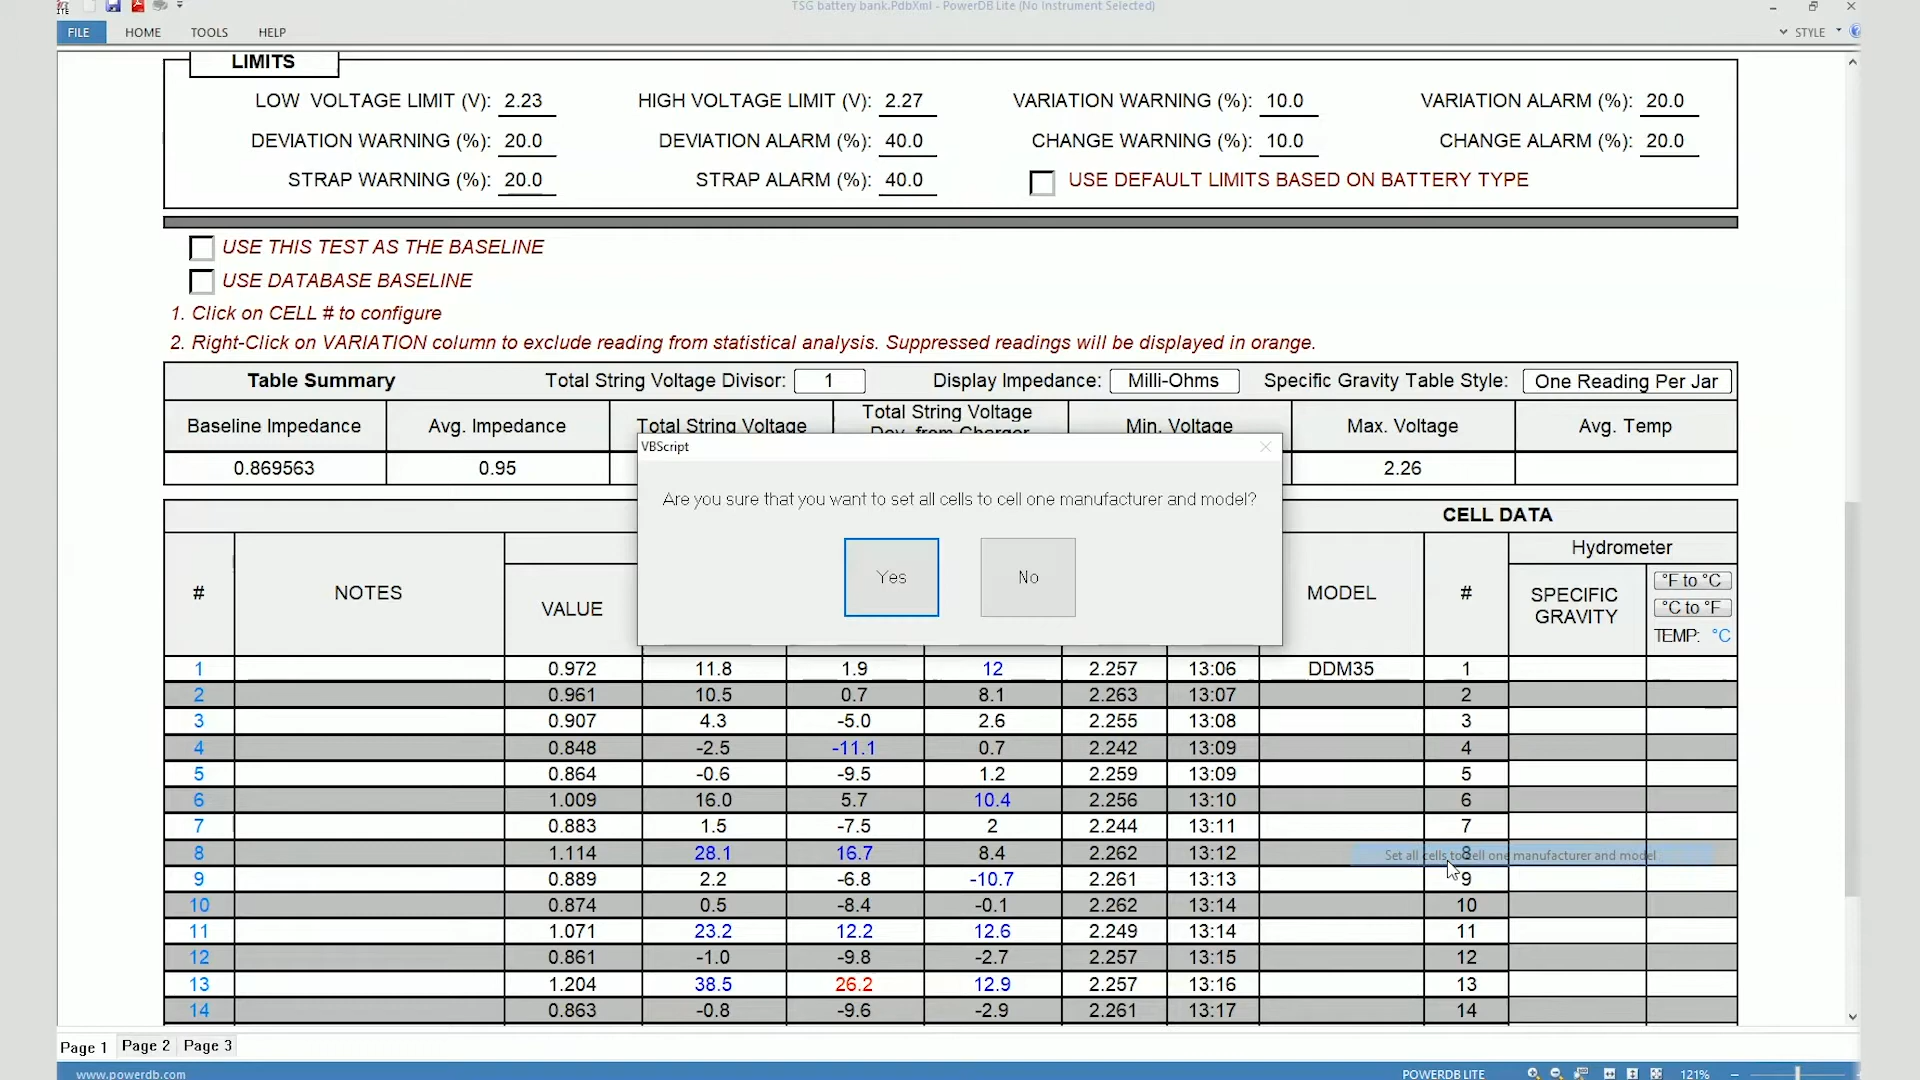 TSG battery bank.PdbXml - PowerDB Lite (No Instrument Selected)
FILE HOME TOOLS HELP STYLE
LIMITS
LOW VOLTAGE LIMIT (V): 2.23 HIGH VOLTAGE LIMIT (V): 2.27 VARIATION WARNING (%): 10.0 VARIATION ALARM (%): 20.0
DEVIATION WARNING (%): 20.0 DEVIATION ALARM (%): 40.0 CHANGE WARNING (%): 10.0 CHANGE ALARM (%): 20.0
STRAP WARNING (%): 20.0 STRAP ALARM (%): 40.0 USE DEFAULT LIMITS BASED ON BATTERY TYPE
USE THIS TEST AS THE BASELINE
USE DATABASE BASELINE
1. Click on CELL # to configure
2. Right-Click on VARIATION column to exclude reading from statistical analysis. Suppressed readings will be displayed in orange.
Table Summary Total String Voltage Divisor: 1 Display Impedance: Milli-Ohms Specific Gravity Table Style: One Reading Per Jar
Baseline Impedance Avg. Impedance Total String Voltage Total String Voltage Dev. from Charger Min. Voltage Max. Voltage Avg. Temp
0.869563 0.95 2.26
VBScript
Are you sure that you want to set all cells to cell one manufacturer and model?
Yes No
CELL DATA
# NOTES VALUE MODEL # Hydrometer
SPECIFIC GRAVITY °F to °C
°C to °F
TEMP: °C
1 0.972 11.8 1.9 12 2.257 13:06 DDM35 1
2 0.961 10.5 0.7 8.1 2.263 13:07 2
3 0.907 4.3 -5.0 2.6 2.255 13:08 3
4 0.848 -2.5 -11.1 0.7 2.242 13:09 4
5 0.864 -0.6 -9.5 1.2 2.259 13:09 5
6 1.009 16.0 5.7 10.4 2.256 13:10 6
7 0.883 1.5 -7.5 2 2.244 13:11 7
8 1.114 28.1 16.7 8.4 2.262 13:12 8
Set all cells to cell one manufacturer and model
9 0.889 2.2 -6.8 -10.7 2.261 13:13 9
10 0.874 0.5 -8.4 -0.1 2.262 13:14 10
11 1.071 23.2 12.2 12.6 2.249 13:14 11
12 0.861 -1.0 -9.8 -2.7 2.257 13:15 12
13 1.204 38.5 26.2 12.9 2.257 13:16 13
14 0.863 -0.8 -9.6 -2.9 2.261 13:17 14
Page 1 Page 2 Page 3
www.powerdb.com POWERDB LITE 121%